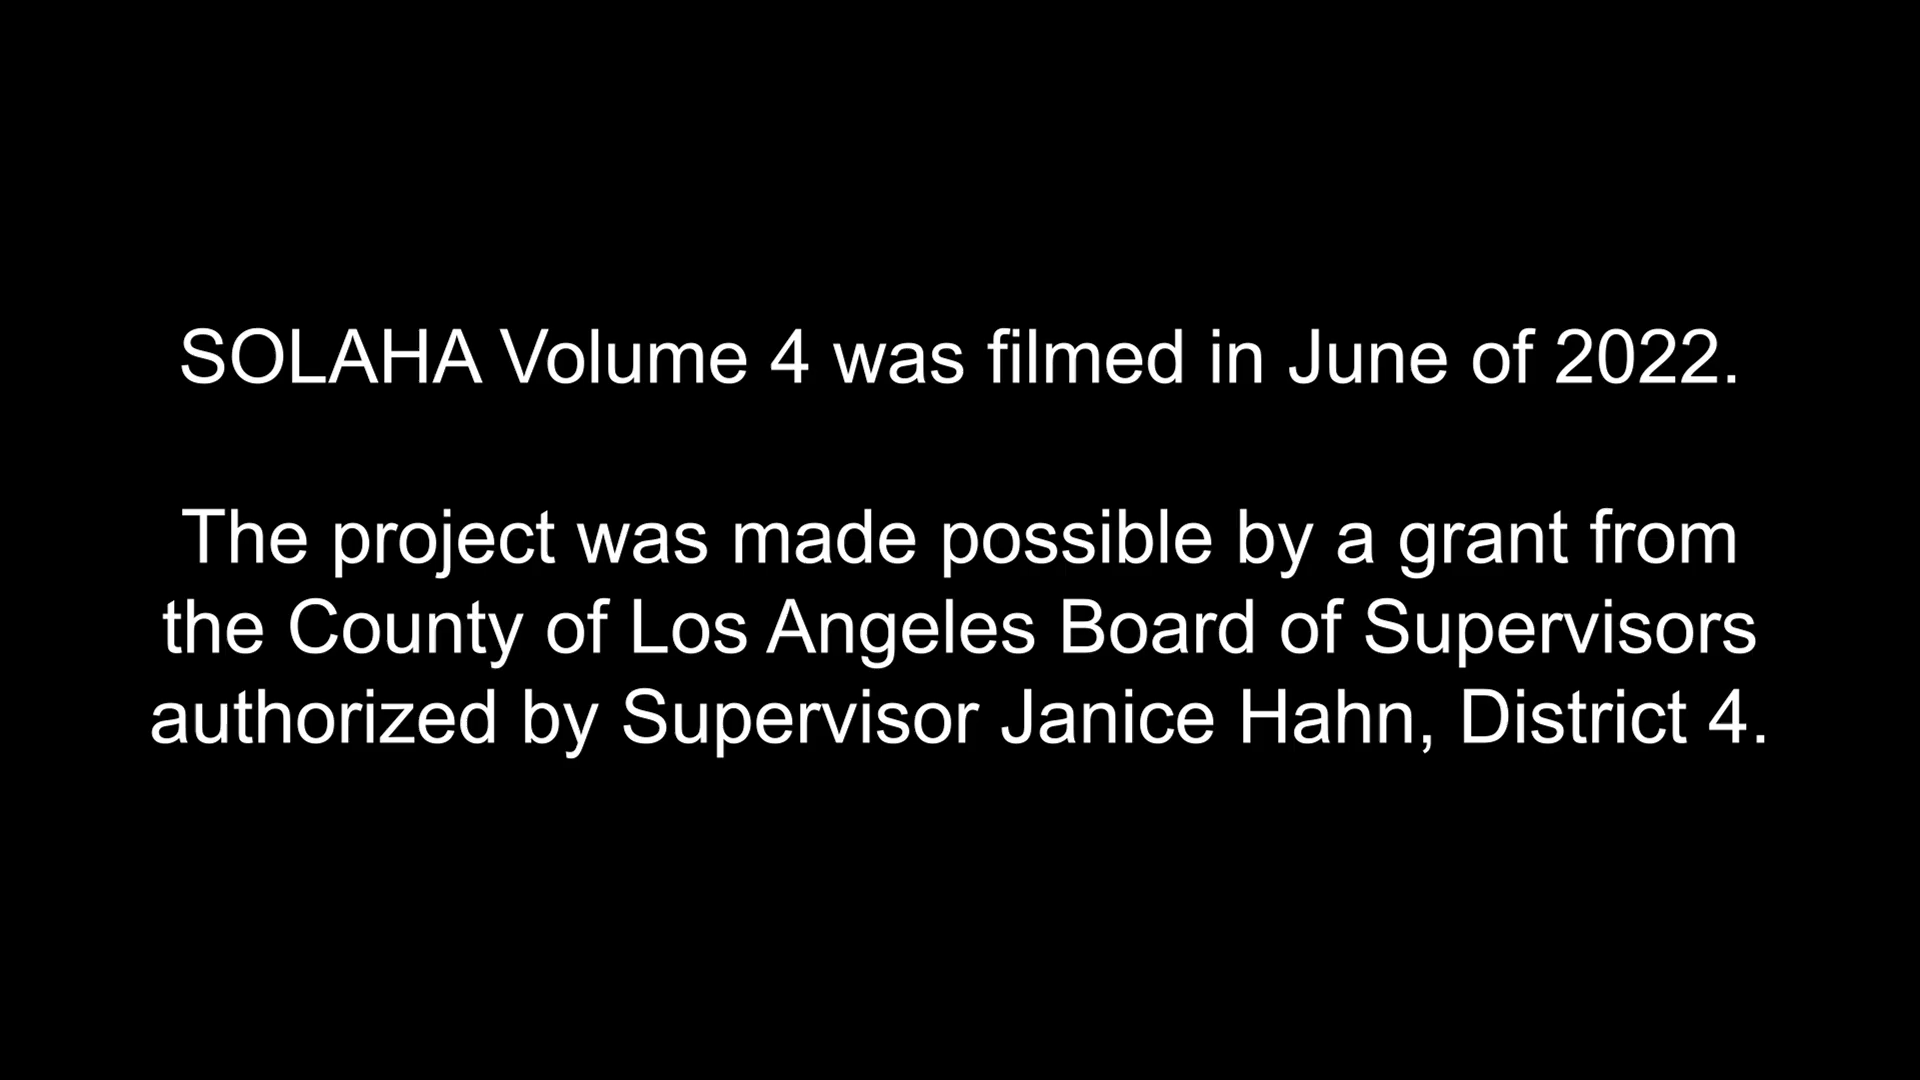 SOLAHA Volume 4 was filmed in June of 2022.
The project was made possible by a grant from
the County of Los Angeles Board of Supervisors
authorized by Supervisor Janice Hahn, District 4.